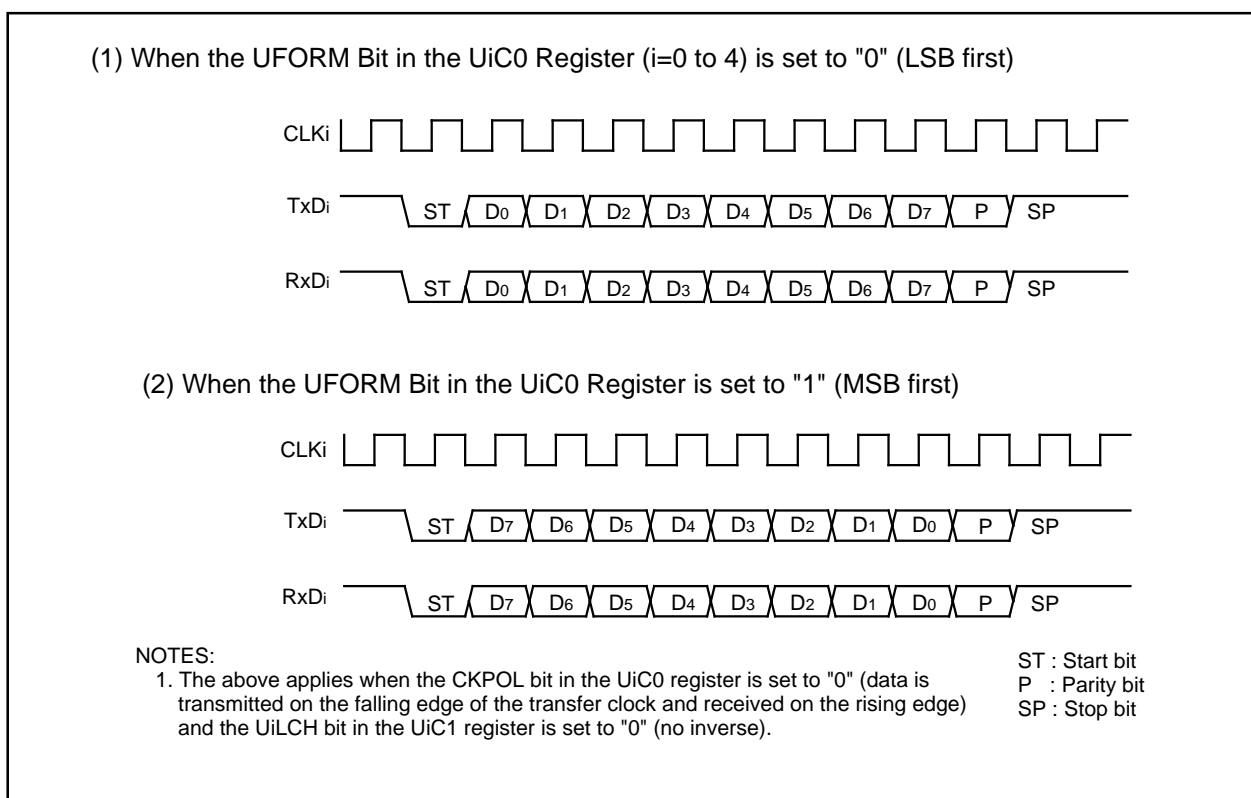 (1) When the UFORM Bit in the UiC0 Register (i=0 to 4) is set to "0" (LSB first)
CLKi
TxDi ST D0 D1 D2 D3 D4 D5 D6 D7 P SP
RxDi ST D0 D1 D2 D3 D4 D5 D6 D7 P SP
(2) When the UFORM Bit in the UiC0 Register is set to "1" (MSB first)
CLKi
TxDi ST D7 D6 D5 D4 D3 D2 D1 D0 P SP
RxDi ST D7 D6 D5 D4 D3 D2 D1 D0 P SP
NOTES:
1. The above applies when the CKPOL bit in the UiC0 register is set to "0" (data is
transmitted on the falling edge of the transfer clock and received on the rising edge)
and the UiLCH bit in the UiC1 register is set to "0" (no inverse).
ST : Start bit
P : Parity bit
SP : Stop bit